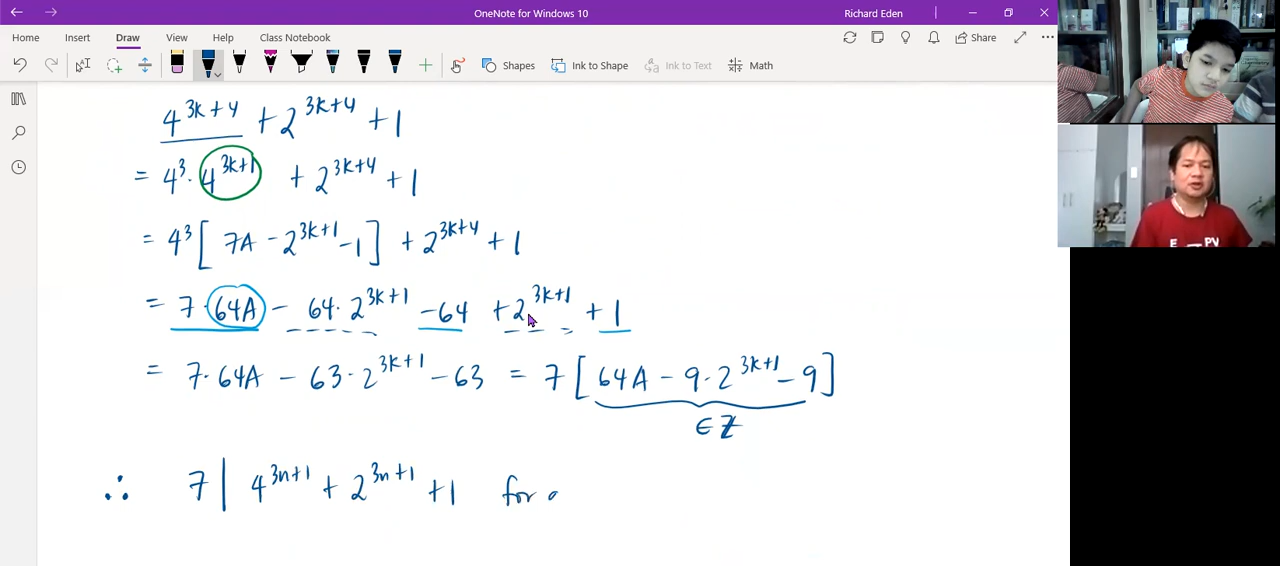 OneNote for Windows 10
Richard Eden
Home Insert Draw View Help Class Notebook
Share
Shapes Ink to Shape Ink to Text Math
4^{3k+4} + 2^{3k+4} + 1
= 4^3 · 4^{3k+1} + 2^{3k+4} + 1
= 4^3 [ 7A - 2^{3k+1} - 1 ] + 2^{3k+4} + 1
= 7 · 64A - 64 · 2^{3k+1} - 64 + 2^{3k+1} + 1
= 7 · 64A - 63 · 2^{3k+1} - 63 = 7 [ 64A - 9 · 2^{3k+1} - 9 ]
∈ ℤ
∴ 7 | 4^{3n+1} + 2^{3n+1} + 1 for